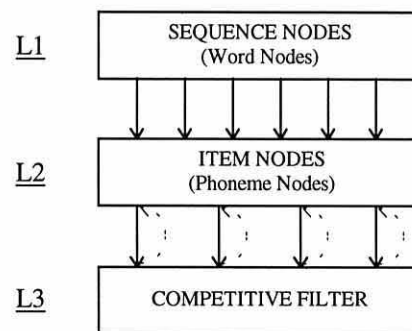 L1
SEQUENCE NODES
(Word Nodes)
L2
ITEM NODES
(Phoneme Nodes)
L3
COMPETITIVE FILTER